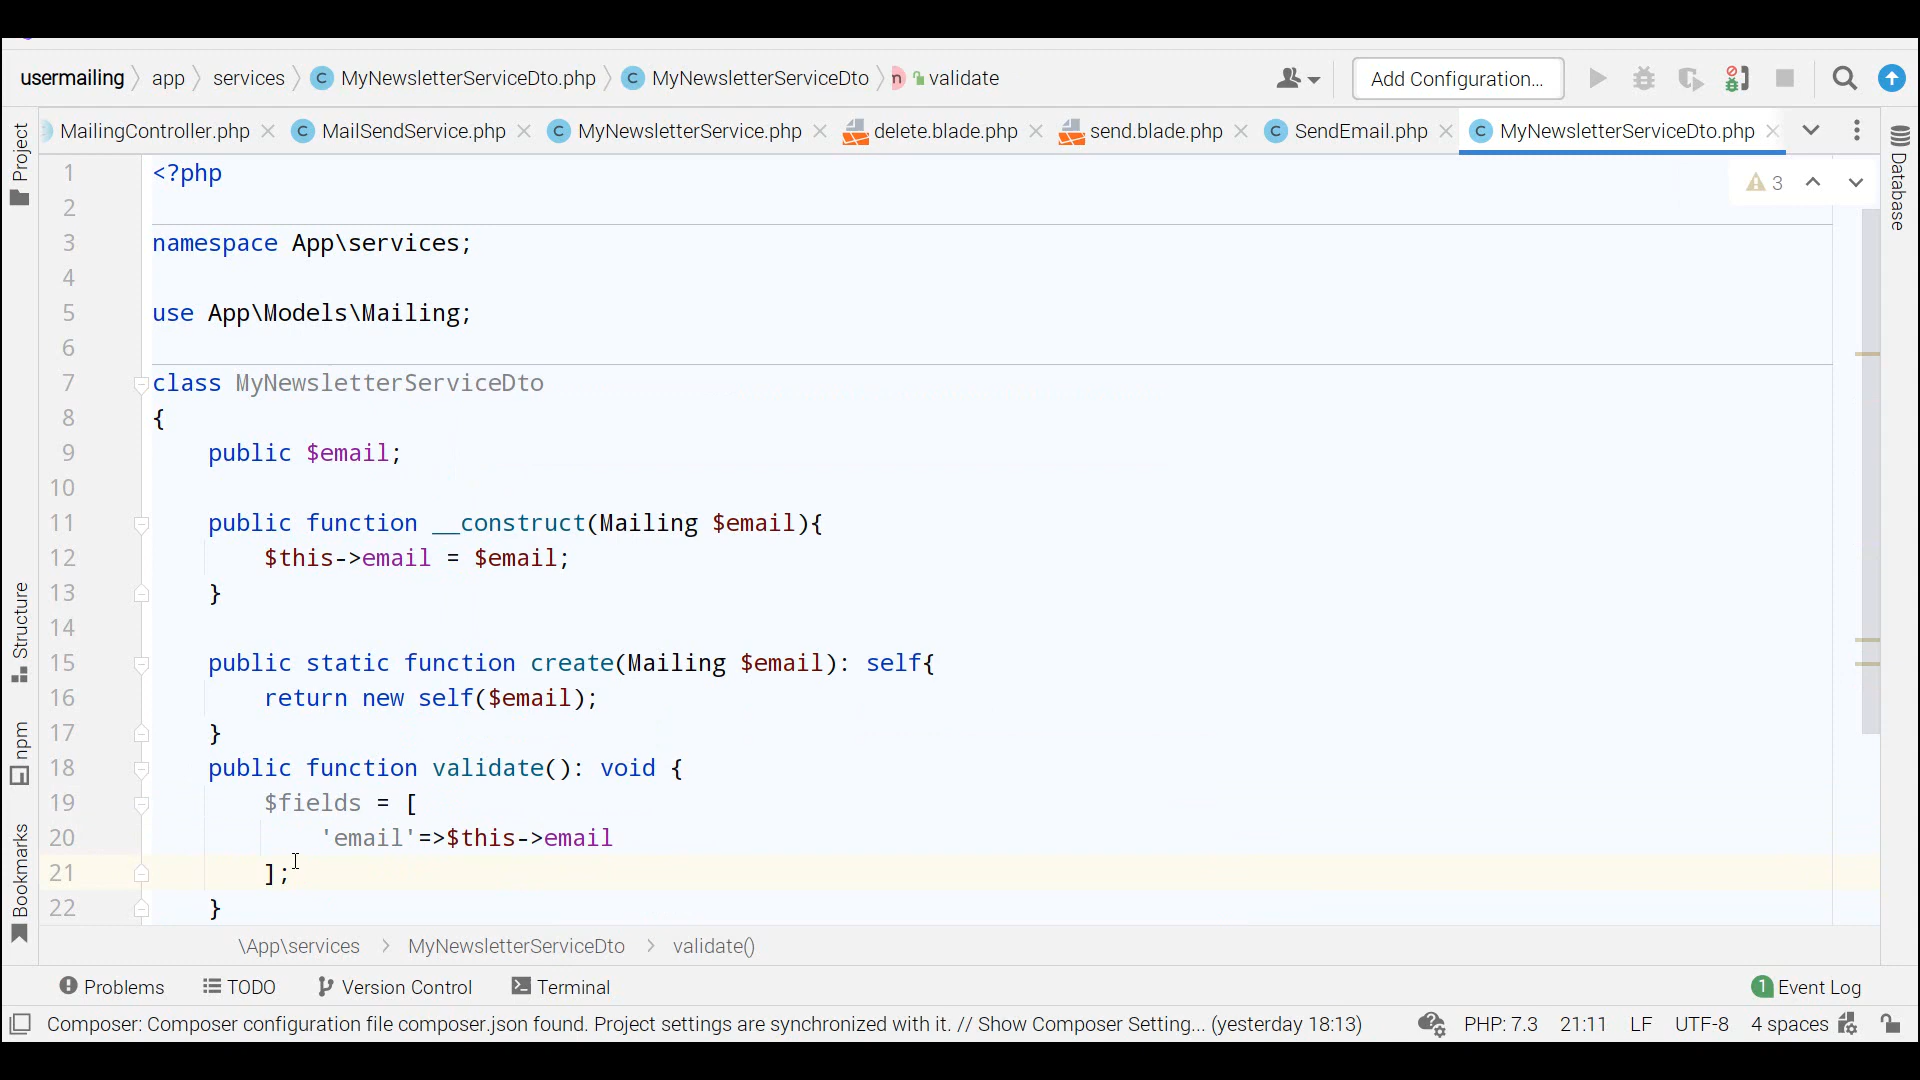 usermailing app services MyNewsletterServiceDto.php MyNewsletterServiceDto validate Add Configuration...
MailingController.php MailSendService.php MyNewsletterService.php delete.blade.php send.blade.php SendEmail.php MyNewsletterServiceDto.php
Project
Structure
npm
Bookmarks
Database
3
1 <?php
2
3 namespace App\services;
4
5 use App\Models\Mailing;
6
7 class MyNewsletterServiceDto
8 {
9 public $email;
10
11 public function __construct(Mailing $email){
12 $this->email = $email;
13 }
14
15 public static function create(Mailing $email): self{
16 return new self($email);
17 }
18 public function validate(): void {
19 $fields = [
20 'email'=>$this->email
21 ];
22 }
\App\services MyNewsletterServiceDto validate()
Problems TODO Version Control Terminal 1 Event Log
Composer: Composer configuration file composer.json found. Project settings are synchronized with it. // Show Composer Setting... (yesterday 18:13) PHP: 7.3 21:11 LF UTF-8 4 spaces